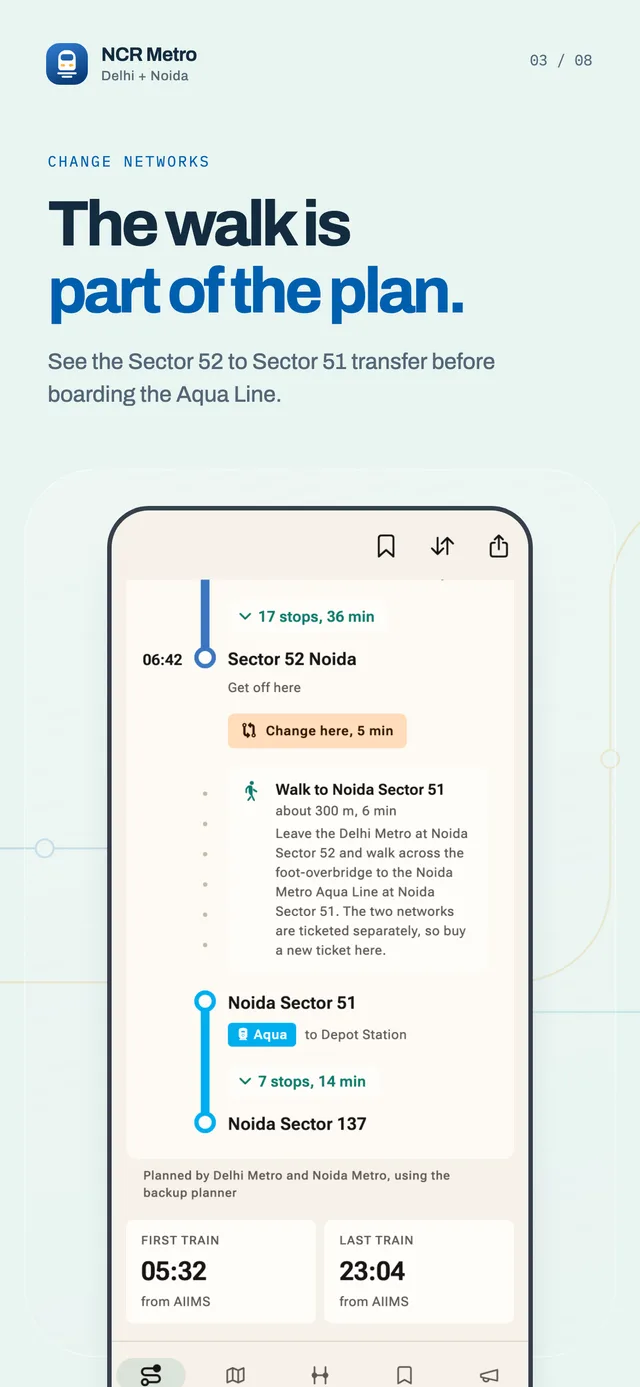 NCR Metro
Delhi + Noida
03 / 08
CHANGE NETWORKS
The walk is
part of the plan.
See the Sector 52 to Sector 51 transfer before
boarding the Aqua Line.
17 stops, 36 min
06:42
Sector 52 Noida
Get off here
Change here, 5 min
Walk to Noida Sector 51
about 300 m, 6 min
Leave the Delhi Metro at Noida
Sector 52 and walk across the
foot-overbridge to the Noida
Metro Aqua Line at Noida
Sector 51. The two networks
are ticketed separately, so buy
a new ticket here.
Noida Sector 51
Aqua to Depot Station
7 stops, 14 min
Noida Sector 137
Planned by Delhi Metro and Noida Metro, using the
backup planner
FIRST TRAIN
05:32
from AIIMS
LAST TRAIN
23:04
from AIIMS